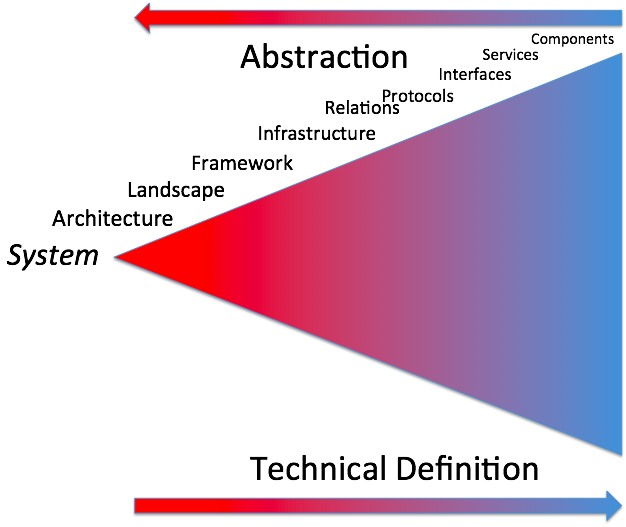 Components
Services
Abstraction
Interfaces
Protocols
Relations
Infrastructure
Framework
Landscape
Architecture
System
Technical Definition